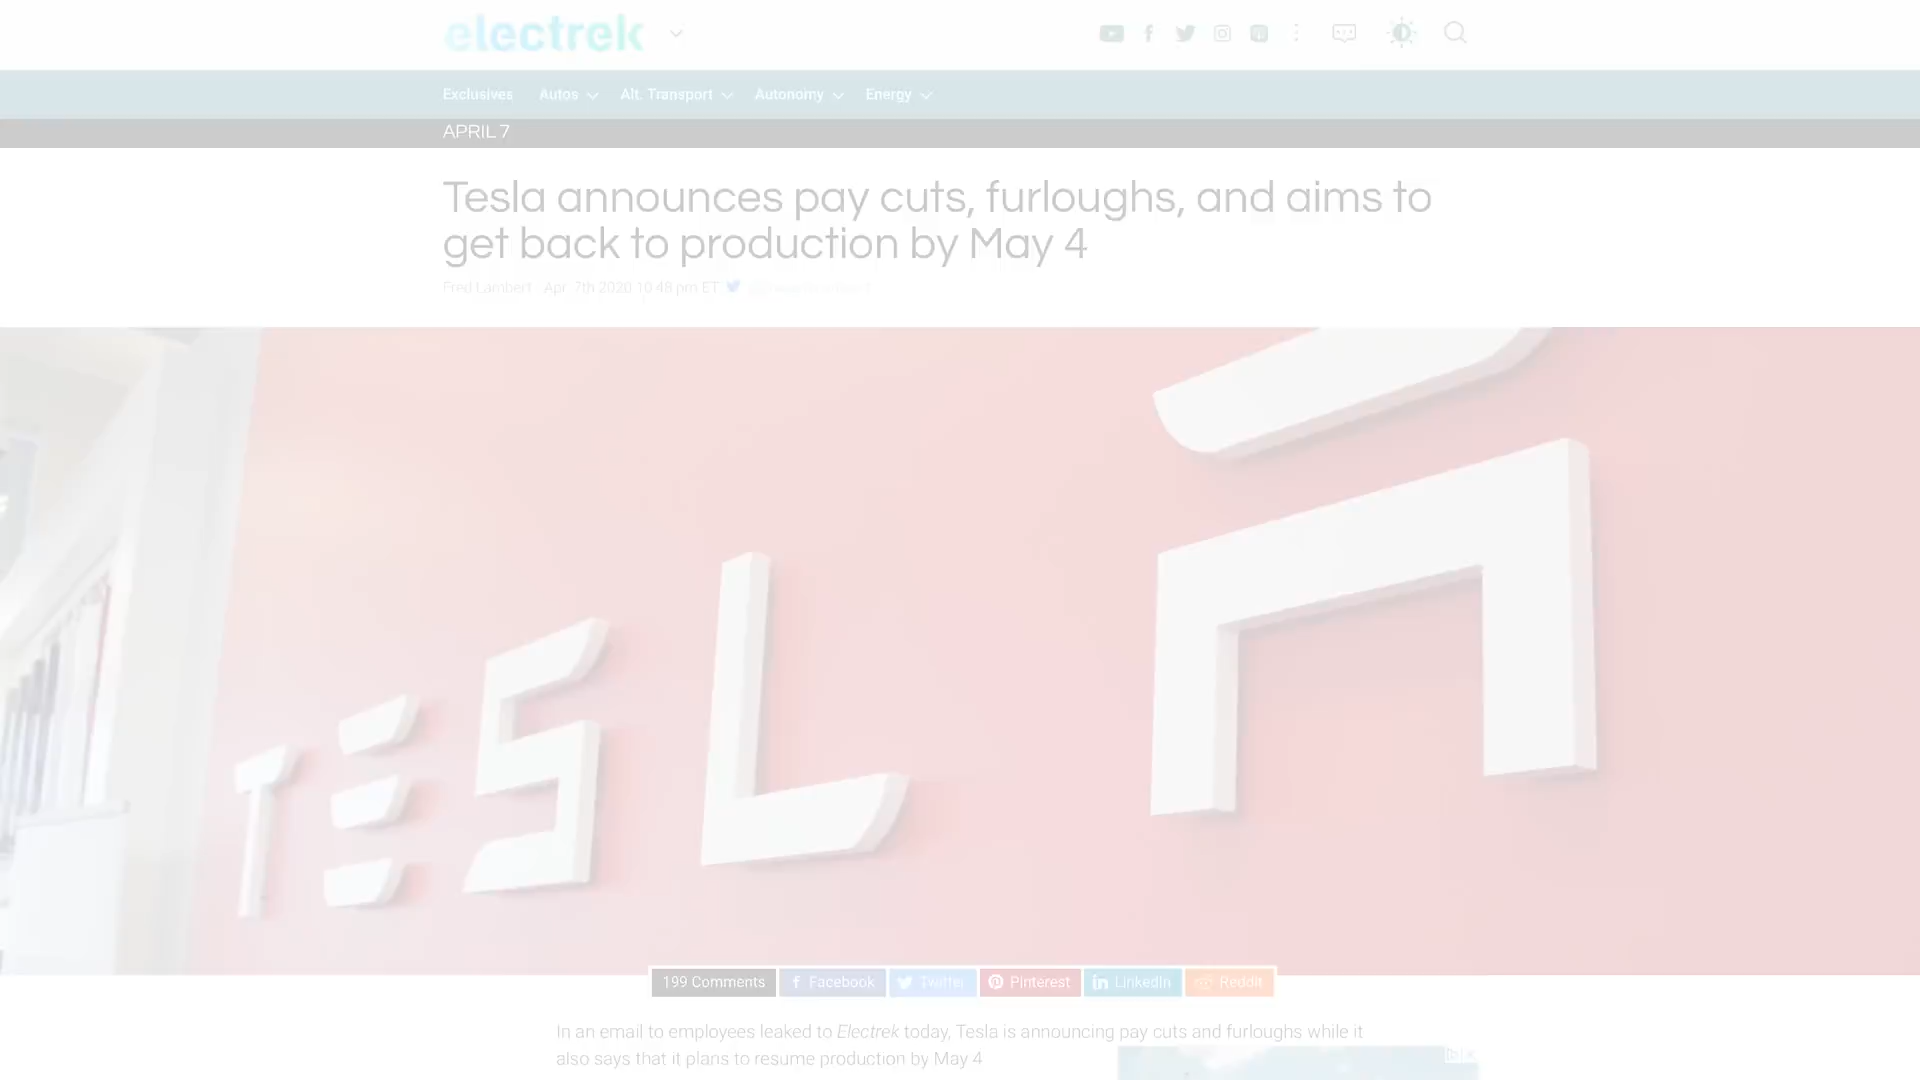 electrek
Exclusives Autos Alt. Transport Autonomy Energy
APRIL 7
Tesla announces pay cuts, furloughs, and aims to
get back to production by May 4
Fred Lambert - Apr. 7th 2020 10:48 pm ET
TESLA
199 Comments Facebook Twitter Pinterest LinkedIn Reddit
In an email to employees leaked to Electrek today, Tesla is announcing pay cuts and furloughs while it
also says that it plans to resume production by May 4